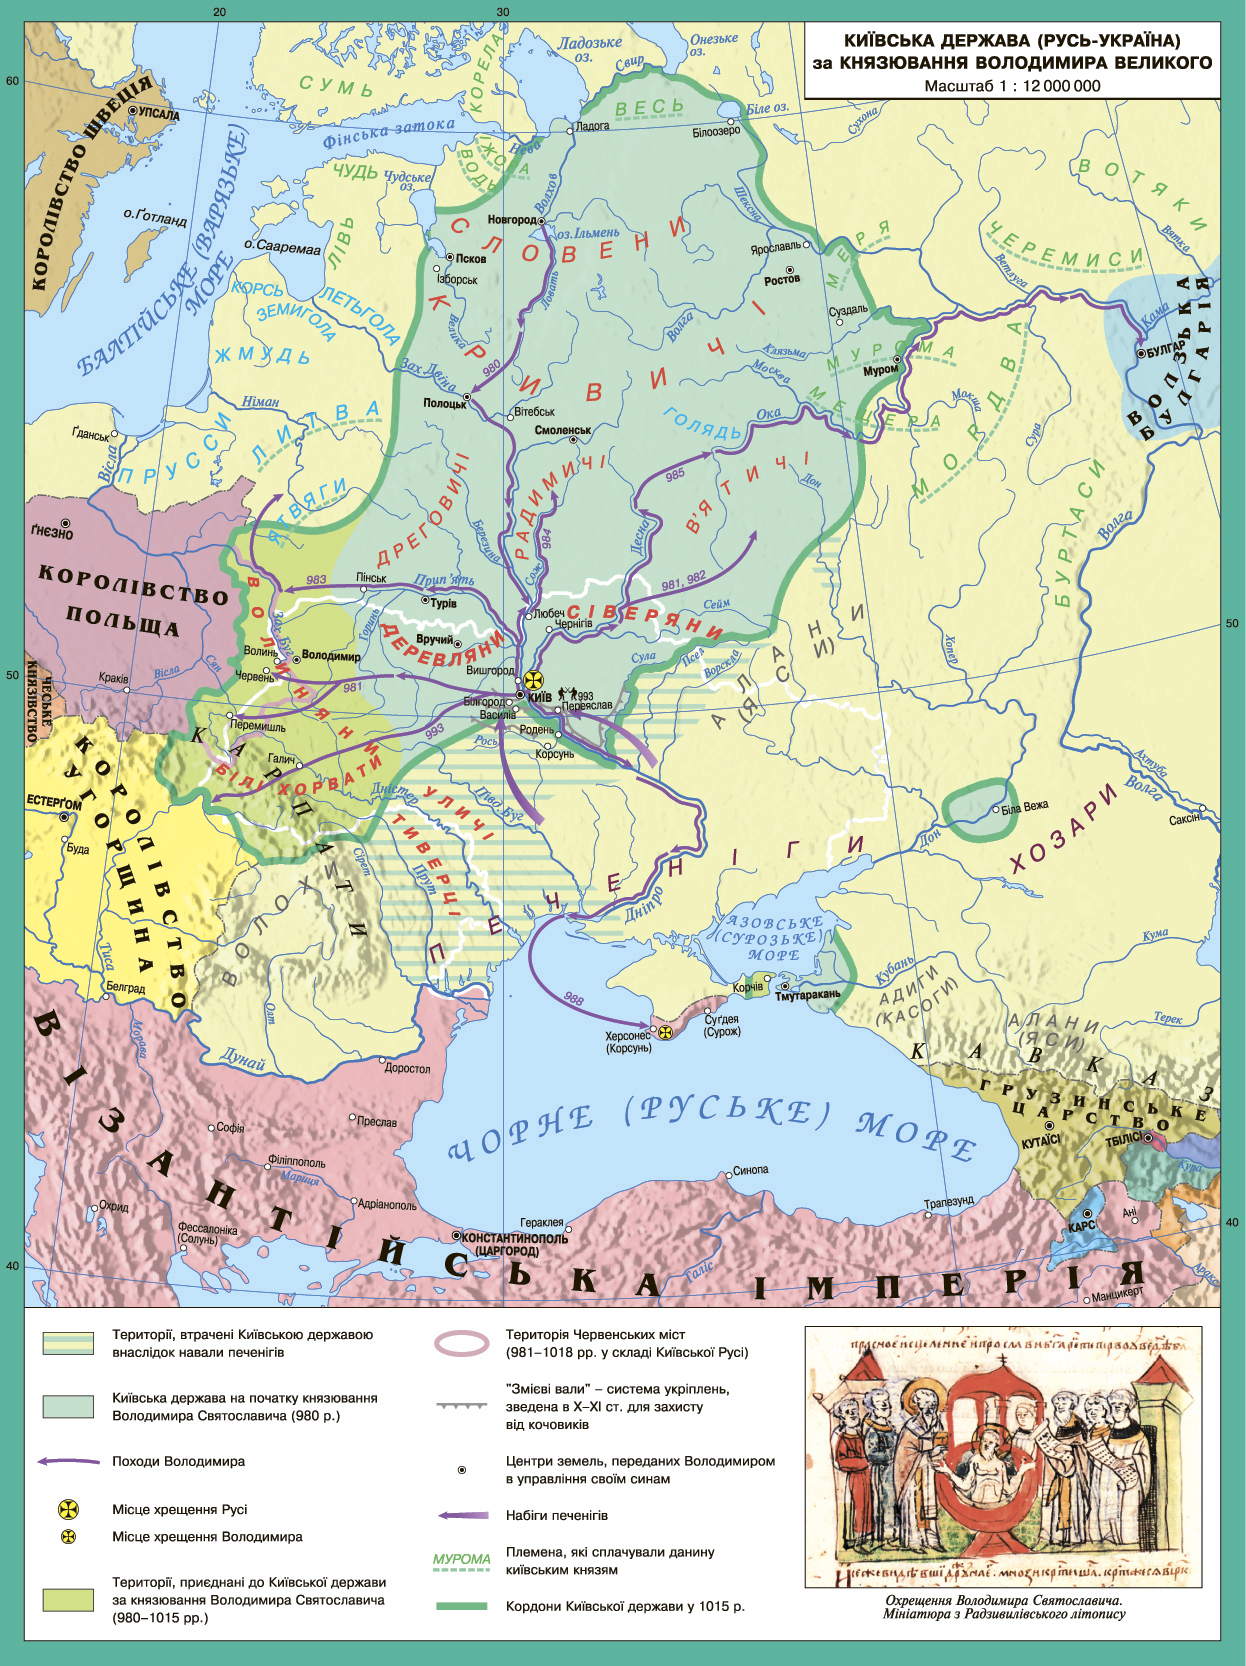 20
30
КИЇВСЬКА ДЕРЖАВА (РУСЬ-УКРАЇНА)
за КНЯЗЮВАННЯ ВОЛОДИМИРА ВЕЛИКОГО
Масштаб 1 : 12 000 000
60
60
50
50
40
40
КОРОЛІВСТВО ШВЕЦІЯ
УПСАЛА
о.Ґотланд
о.Сааремаа
БАЛТІЙСЬКЕ (ВАРЯЗЬКЕ)
МОРЕ
СУМЬ
КОРЕЛА
Фінська затока
Ладозьке
оз.
Онезьке
оз.
Свир
ВЕСЬ
Біле оз.
Білоозеро
Сухона
Ладога
Нева
ІЖОРА
ВОДЬ
ЧУДЬ
Чудське
оз.
Волхов
Новгород
оз.Ільмень
СЛОВЕНИ
Шексна
ВОТЯКИ
Вятка
ЧЕРЕМИСИ
Ветлуга
МЕРЯ
Ярославль
Ростов
Суздаль
ЛІВЬ
Псков
Ізборськ
КОРСЬ
ЗЕМИГОЛА
ЛЕТЬГОЛА
ЖМУДЬ
Ловать
Велика
КРИВИЧІ
Волга
Клязьма
Москва
МУРОМА
Муром
МЕЩЕРА
МОРДВА
Мокша
Сура
Кама
БУЛГАР
ВОЛЗЬКА
БУЛГАРІЯ
Зах. Двіна
980
Полоцьк
Вітебськ
Смоленськ
ГОЛЯДЬ
Ока
Німан
ЛИТВА
Ґданськ
Вісла
ПРУССИ
ЯТВЯГИ
ҐНЄЗНО
КОРОЛІВСТВО
ПОЛЬЩА
ДРЕГОВИЧІ
РАДИМИЧІ
985
В'ЯТИЧІ
Дон
Березина
984
Сож
Десна
981, 982
БУРТАСИ
Волга
983
Пінськ
Прип'ять
Турів
Любеч
Чернігів
СІВЕРЯНИ
Сейм
ВОЛИНЯНИ
Зах. Буг
Горинь
ДЕРЕВЛЯНИ
Вручий
Волинь
Володимир
Червень
981
Вишгород
КИЇВ
993
Переяслав
Білгород
Василів
Родень
Рось
Корсунь
Сула
Псел
Ворскла
АЛАНИ
(ЯСИ)
Хопер
Сян
Вісла
Краків
ЧЕСЬКЕ
КНЯЗІВСТВО
Перемишль
Галич
993
БІЛІ ХОРВАТИ
КАРПАТИ
Дністер
УЛИЧІ
ТИВЕРЦІ
Півд. Буг
Сірет
Прут
ПЕЧЕНІГИ
Дніпро
Дон
Біла Вежа
ХОЗАРИ
Ахтуба
Волга
Саксін
КОРОЛІВСТВО
УГОРЩИНА
ЕСТЕРҐОМ
Буда
Тиса
Белград
ВОЛОХИ
Олт
Дунай
Морава
АЗОВСЬКЕ
(СУРОЗЬКЕ)
МОРЕ
Корчів
Тмутаракань
Кубань
Кума
АДИГИ
(КАСОГИ)
АЛАНИ
(ЯСИ)
Терек
988
Херсонес
(Корсунь)
Суґдея
(Сурож)
КАВКАЗ
ГРУЗИНСЬКЕ
ЦАРСТВО
КУТАЇСІ
ТБІЛІСІ
Кура
КАРС
Ані
Аракс
Манцикерт
ЧОРНЕ (РУСЬКЕ) МОРЕ
Доростол
Преслав
Софія
Філіппополь
Мариця
Охрид
Адріанополь
Фессалоніка
(Солунь)
КОНСТАНТИНОПОЛЬ
(ЦАРГОРОД)
Гераклея
Синопа
Трапезунд
Галіс
ВІЗАНТІЙСЬКА ІМПЕРІЯ
Території, втрачені Київською державою
внаслідок навали печенігів
Київська держава на початку князювання
Володимира Святославича (980 р.)
Походи Володимира
Місце хрещення Русі
Місце хрещення Володимира
Території, приєднані до Київської держави
за князювання Володимира Святославича
(980–1015 рр.)
Територія Червенських міст
(981–1018 рр. у складі Київської Русі)
"Змієві вали" – система укріплень,
зведена в X–XI ст. для захисту
від кочовиків
Центри земель, переданих Володимиром
в управління своїм синам
Набіги печенігів
МУРОМА
Племена, які сплачували данину
київським князям
Кордони Київської держави у 1015 р.
Охрещення Володимира Святославича.
Мініатюра з Радзивилівського літопису